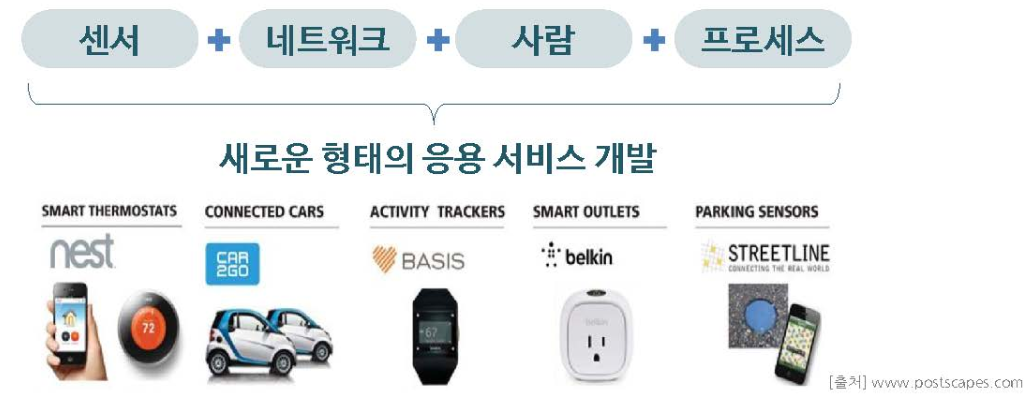 센서 + 네트워크 + 사람 + 프로세스
새로운 형태의 응용 서비스 개발
SMART THERMOSTATS
CONNECTED CARS
ACTIVITY TRACKERS
SMART OUTLETS
PARKING SENSORS
nest
CAR
2GO
BASIS
belkin
STREETLINE
CONNECTING THE REAL WORLD
72
67
belkin
[출처] www.postscapes.com